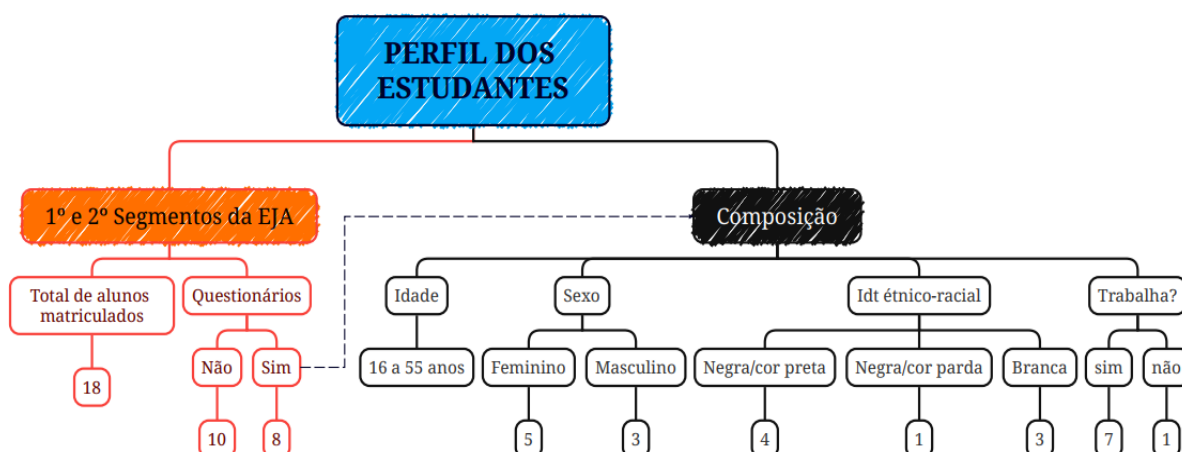 PERFIL DOS
ESTUDANTES
1º e 2º Segmentos da EJA
Composição
Total de alunos
matriculados
Questionários
Idade
Sexo
Idt étnico-racial
Trabalha?
Não
Sim
16 a 55 anos
Feminino
Masculino
Negra/cor preta
Negra/cor parda
Branca
sim
não
18
10
8
5
3
4
1
3
7
1